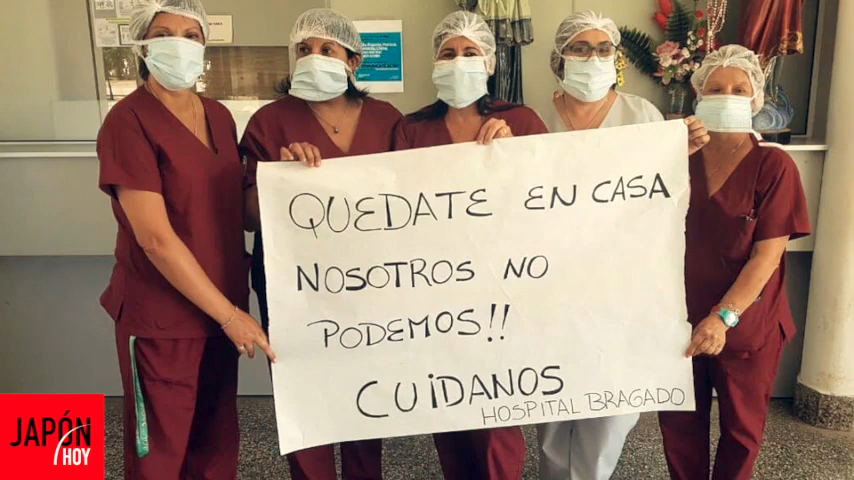 QUEDATE EN CASA
NOSOTROS NO
PODEMOS!!
CUiDANOS
HOSPITAL BRAGADO
JAPÓN
HOY